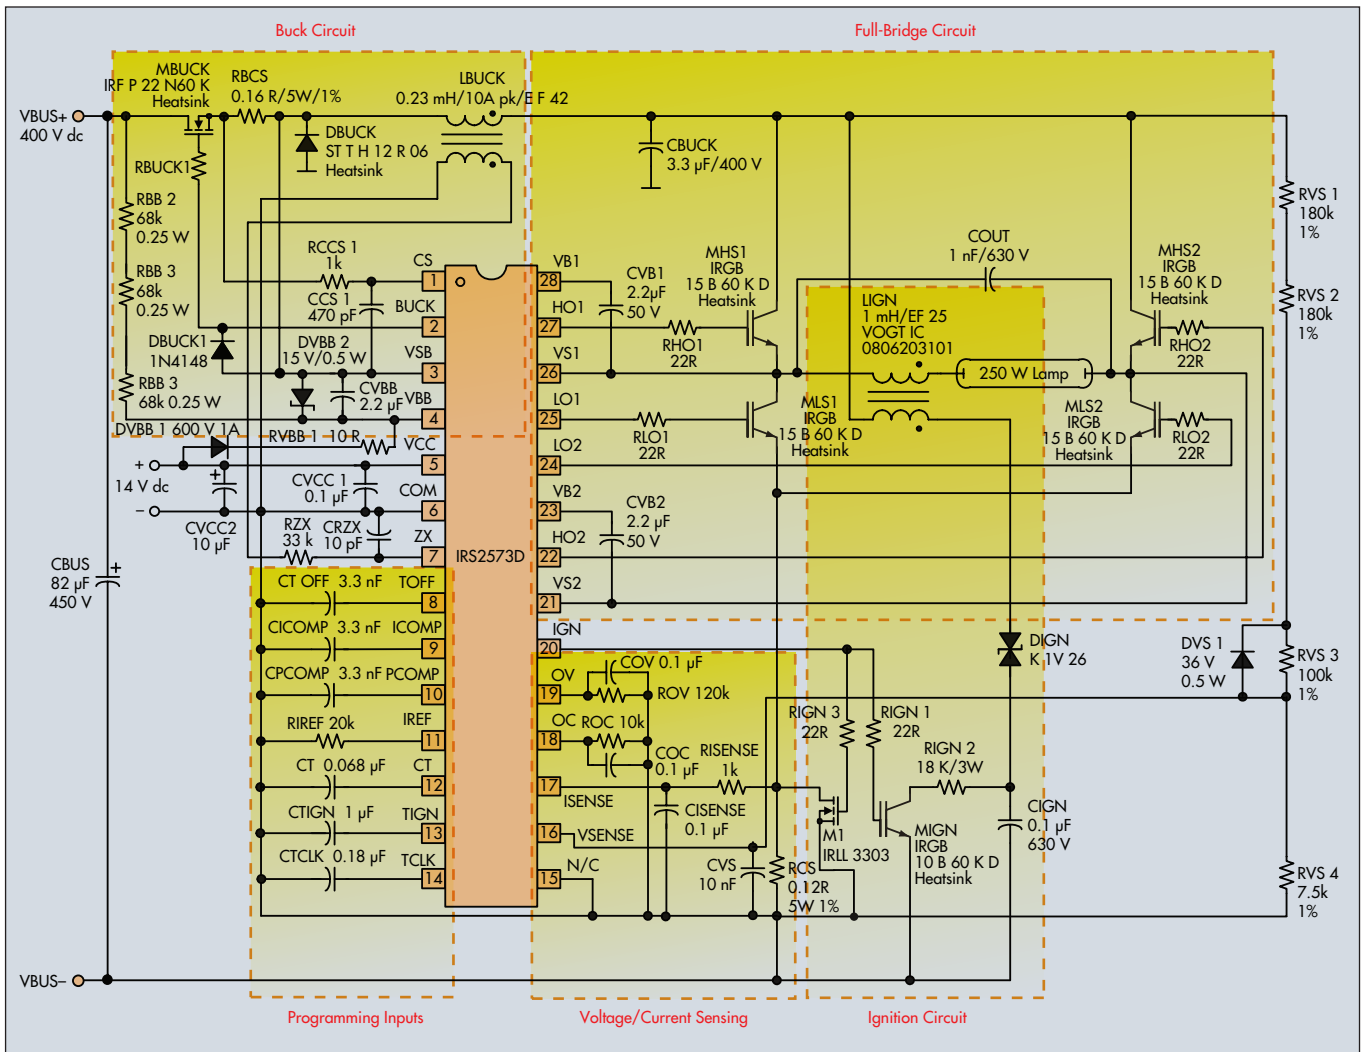 Buck Circuit
Full-Bridge Circuit
MBUCK
IRF P 22 N60 K
Heatsink
RBCS
0.16 R/5W/1%
LBUCK
0.23 mH/10A pk/E F 42
VBUS+
400 V dc
DBUCK
ST T H 12 R 06
Heatsink
RBUCK1
CBUCK
3.3 µF/400 V
RBB 2
68k
0.25 W
RBB 3
68k
0.25 W
RBB 3
68k 0.25 W
RCCS 1
1k
CCS 1
470 pF
DBUCK1
1N4148
DVBB 2
15 V/0.5 W
CVBB
2.2 µF
DVBB 1 600 V 1A
RVBB 1 10 R
+
14 V dc
–
+
CVCC 1
0.1 µF
CVCC2
10 µF
RZX
33 k
CRZX
10 pF
CBUS
82 µF
450 V
+
CS
1
BUCK
2
VSB
3
VBB
4
VCC
5
COM
6
ZX
7
IRS2573D
CT OFF 3.3 nF
TOFF
8
CICOMP 3.3 nF
ICOMP
9
CPCOMP 3.3 nF
PCOMP
10
RIREF 20k
IREF
11
CT 0.068 µF
CT
12
CTIGN 1 µF
TIGN
13
CTCLK 0.18 µF
TCLK
14
VB1
28
HO1
27
VS1
26
LO1
25
LO2
24
VB2
23
HO2
22
VS2
21
IGN
20
OV
19
OC
18
17
ISENSE
16
VSENSE
N/C
15
CVB1
2.2µF
50 V
RHO1
22R
RLO1
22R
CVB2
2.2 µF
50 V
MHS1
IRGB
15 B 60 K D
Heatsink
COUT
1 nF/630 V
MHS2
IRGB
15 B 60 K D
Heatsink
RHO2
22R
LIGN
1 mH/EF 25
VOGT IC
0806203101
250 W Lamp
MLS1
IRGB
15 B 60 K D
Heatsink
MLS2
IRGB
15 B 60 K D
Heatsink
RLO2
22R
RVS 1
180k
1%
RVS 2
180k
1%
DIGN
K 1V 26
DVS 1
36 V
0.5 W
RVS 3
100k
1%
COV 0.1 µF
ROV 120k
ROC 10k
COC
0.1 µF
RISENSE
1k
CISENSE
0.1 µF
CVS
10 nF
RCS
0.12R
5W 1%
RIGN 3
22R
RIGN 1
22R
RIGN 2
18 K/3W
M1
IRLL 3303
MIGN
IRGB
10 B 60 K D
Heatsink
CIGN
0.1 µF
630 V
RVS 4
7.5k
1%
VBUS–
Programming Inputs
Voltage/Current Sensing
Ignition Circuit